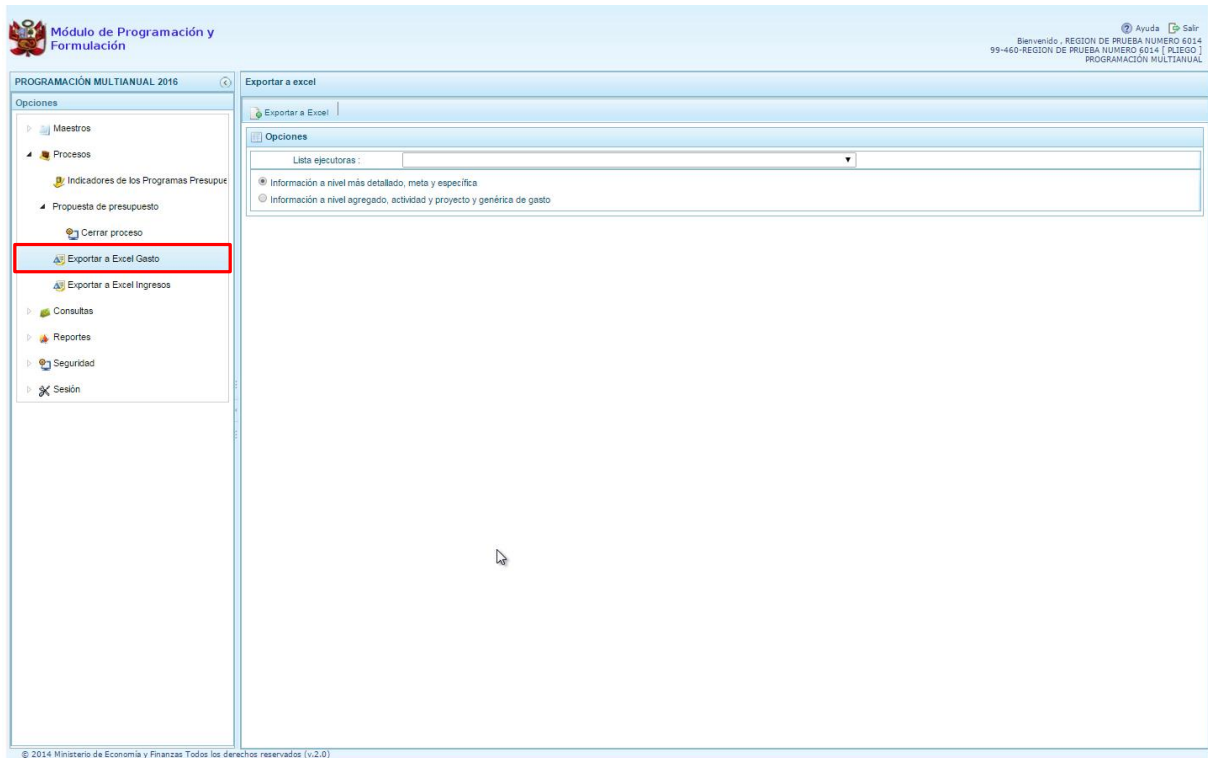 Módulo de Programación y
Formulación
Ayuda Salir
Bienvenido , REGION DE PRUEBA NUMERO 6014
99-460-REGION DE PRUEBA NUMERO 6014 [ PLIEGO ]
PROGRAMACIÓN MULTIANUAL
PROGRAMACIÓN MULTIANUAL 2016
Opciones
Maestros
Procesos
Indicadores de los Programas Presupue
Propuesta de presupuesto
Cerrar proceso
Exportar a Excel Gasto
Exportar a Excel Ingresos
Consultas
Reportes
Seguridad
Sesión
Exportar a excel
Exportar a Excel
Opciones
Lista ejecutoras :
Información a nivel más detallado, meta y específica
Información a nivel agregado, actividad y proyecto y genérica de gasto
© 2014 Ministerio de Economía y Finanzas Todos los derechos reservados (v.2.0)